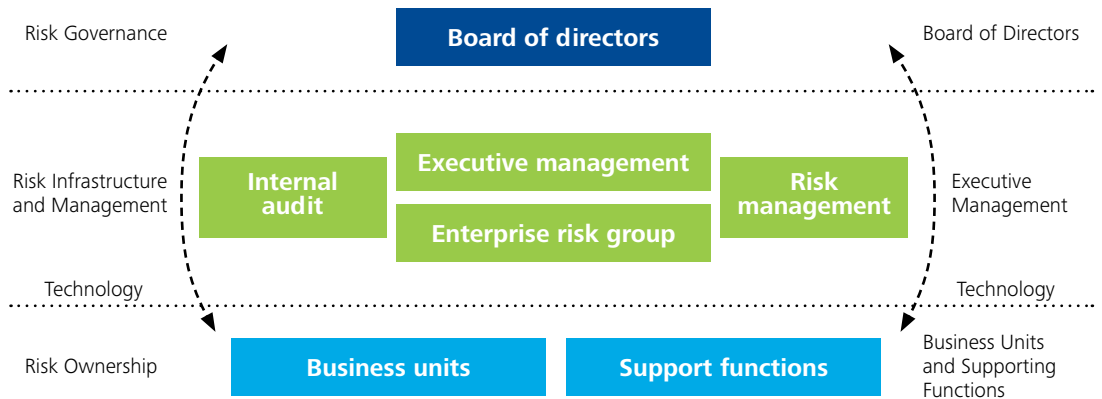 Risk Governance
Board of directors
Board of Directors
Risk Infrastructure
and Management
Internal
audit
Executive management
Enterprise risk group
Risk
management
Executive
Management
Technology
Technology
Risk Ownership
Business units
Support functions
Business Units
and Supporting
Functions